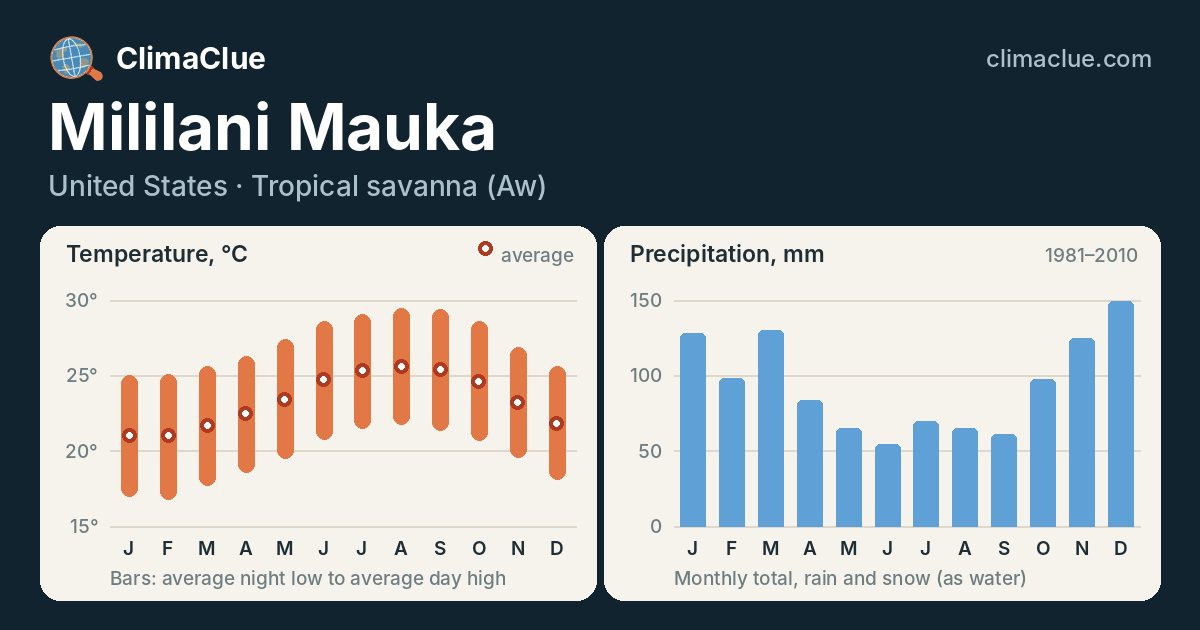 ClimaClue
climaclue.com
Mililani Mauka
United States · Tropical savanna (Aw)
Temperature, °C
average
30°
25°
20°
15°
J F M A M J J A S O N D
Bars: average night low to average day high
Precipitation, mm
1981–2010
150
100
50
0
J F M A M J J A S O N D
Monthly total, rain and snow (as water)